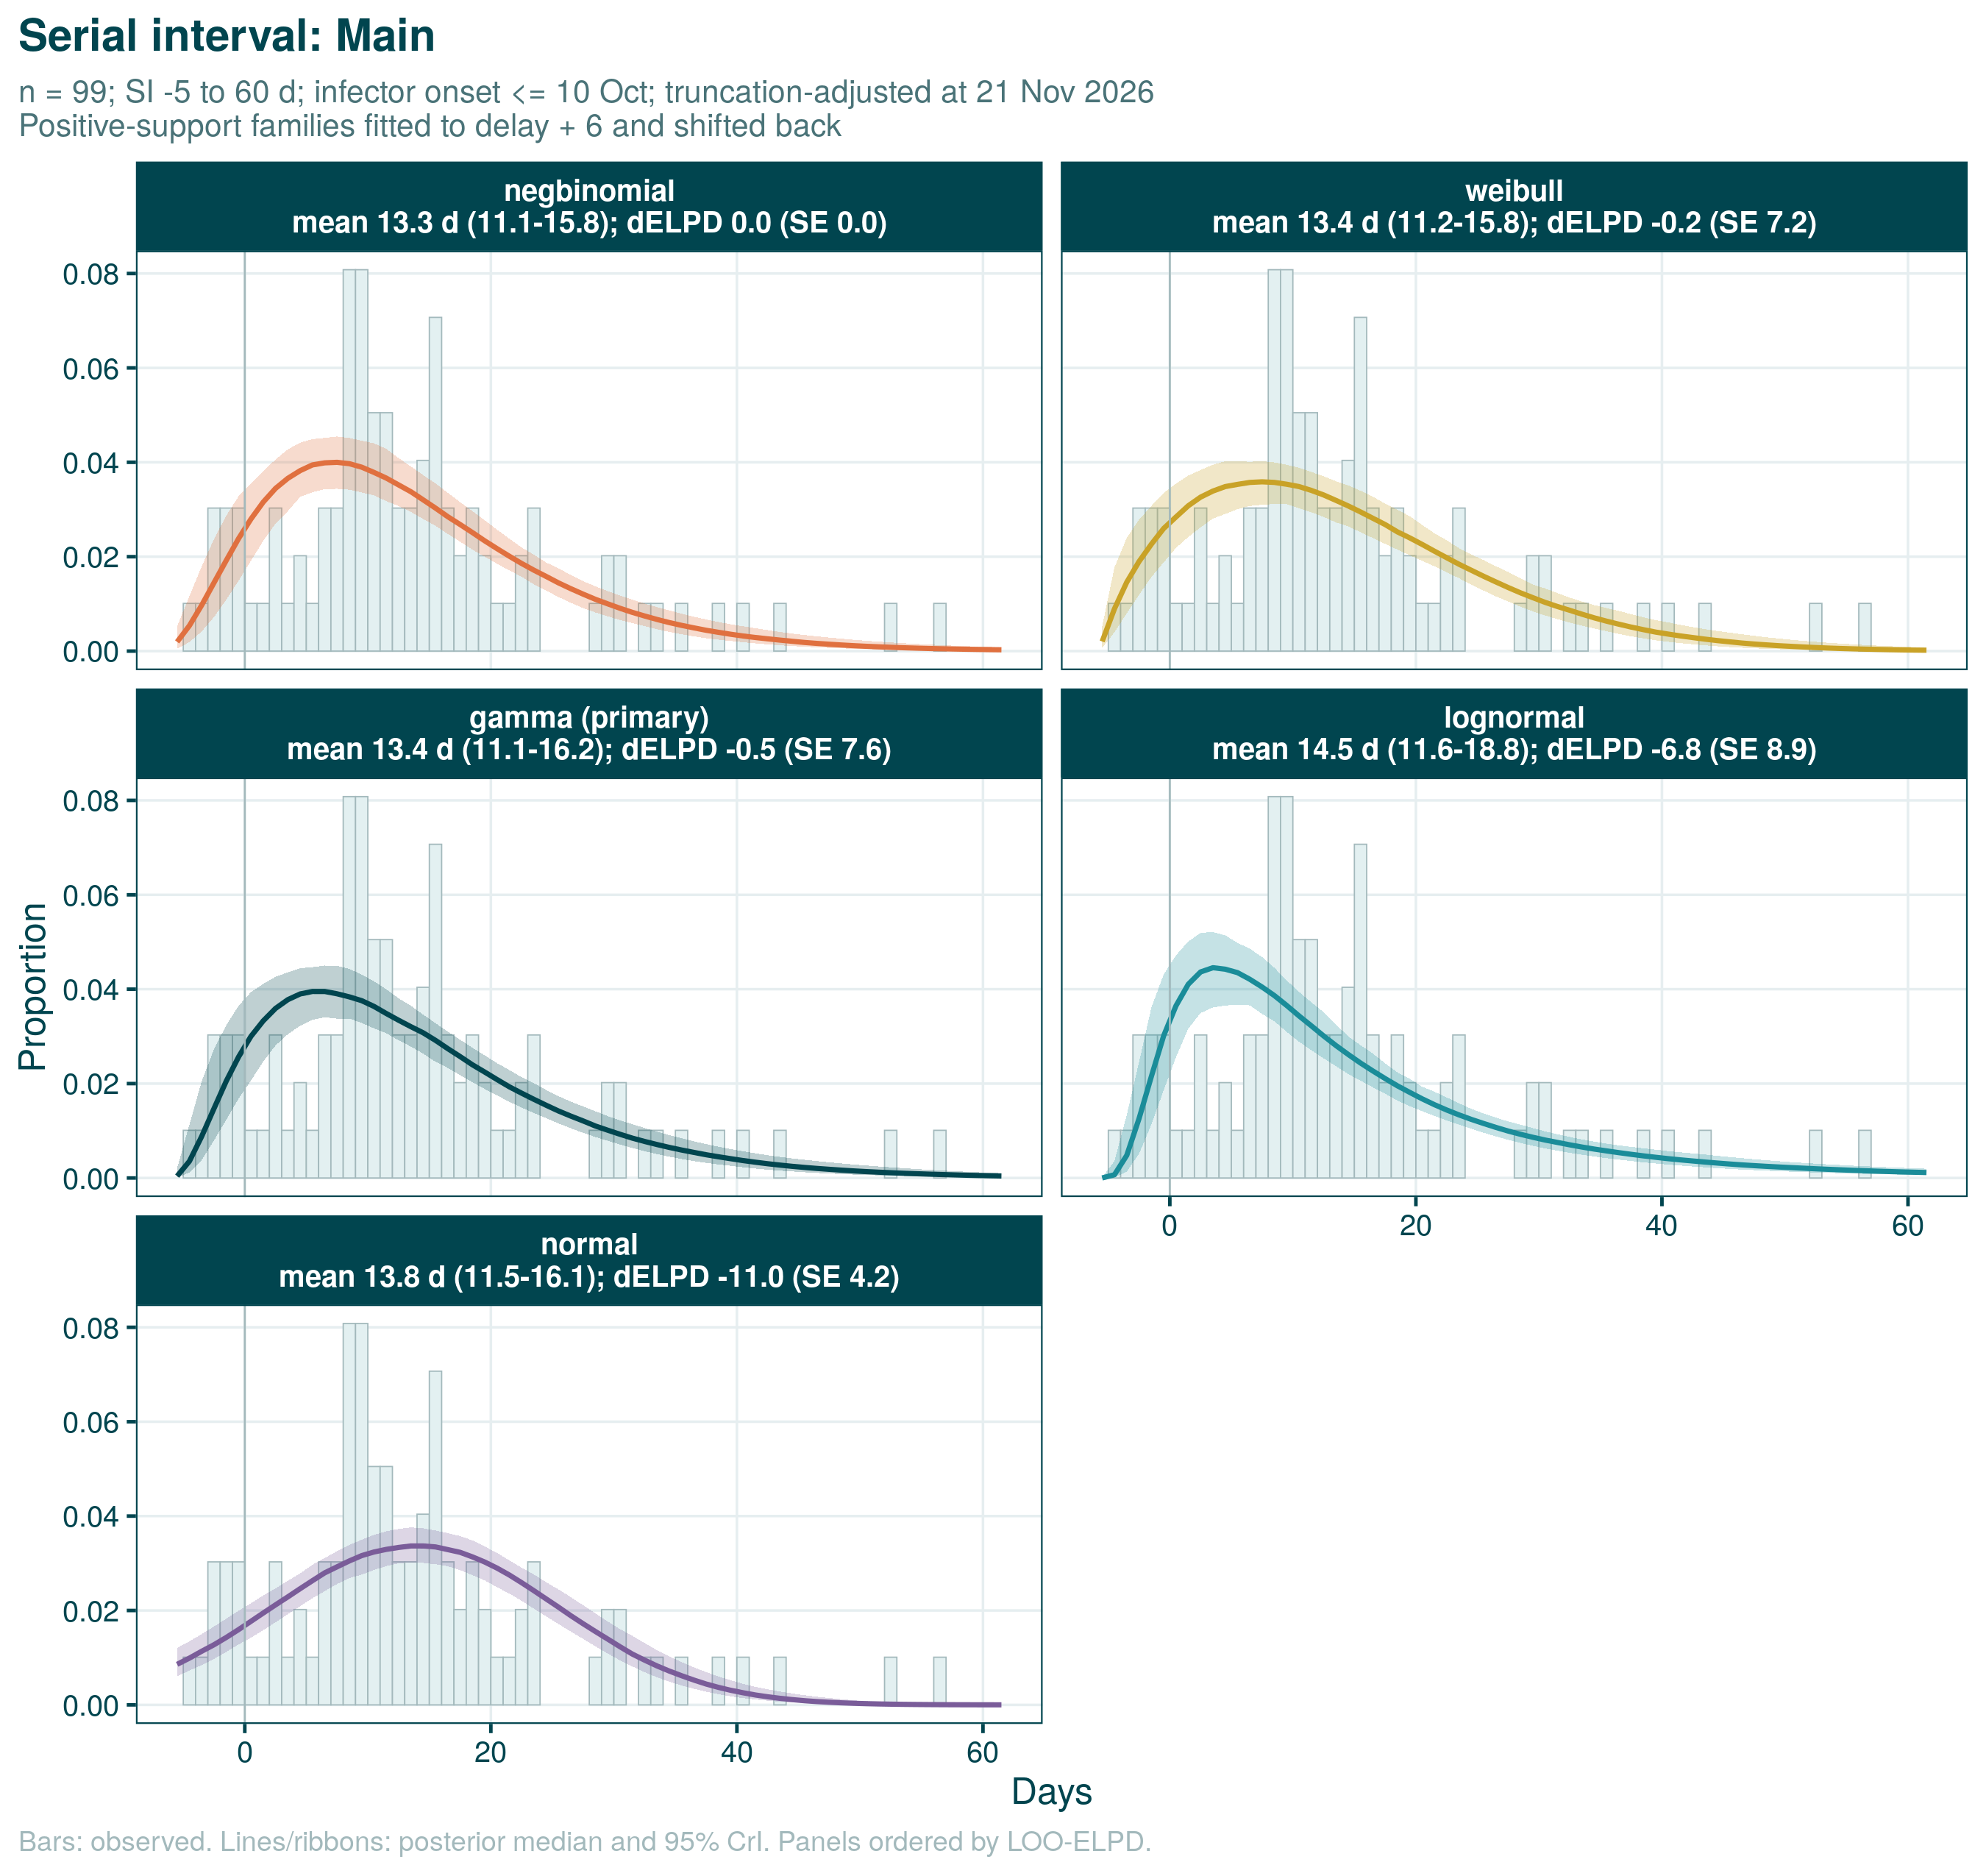 Serial interval: Main
n = 99; SI -5 to 60 d; infector onset <= 10 Oct; truncation-adjusted at 21 Nov 2026
Positive-support families fitted to delay + 6 and shifted back
negbinomial
mean 13.3 d (11.1-15.8); dELPD 0.0 (SE 0.0)
weibull
mean 13.4 d (11.2-15.8); dELPD -0.2 (SE 7.2)
0.08
0.06
0.04
0.02
0.00
gamma (primary)
mean 13.4 d (11.1-16.2); dELPD -0.5 (SE 7.6)
lognormal
mean 14.5 d (11.6-18.8); dELPD -6.8 (SE 8.9)
0.08
0.06
0.04
0.02
0.00
0 20 40 60
Proportion
normal
mean 13.8 d (11.5-16.1); dELPD -11.0 (SE 4.2)
0.08
0.06
0.04
0.02
0.00
0 20 40 60
Days
Bars: observed. Lines/ribbons: posterior median and 95% CrI. Panels ordered by LOO-ELPD.